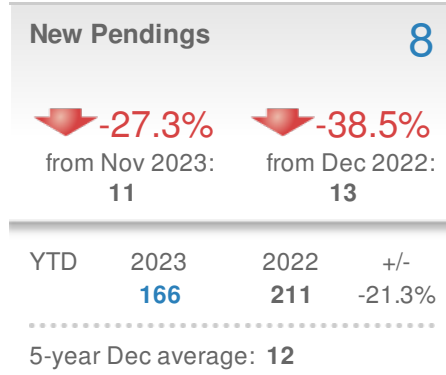 New Pendings 8
-27.3% -38.5%
from Nov 2023: from Dec 2022:
11 13
YTD 2023 2022 +/-
166 211 -21.3%
5-year Dec average: 12